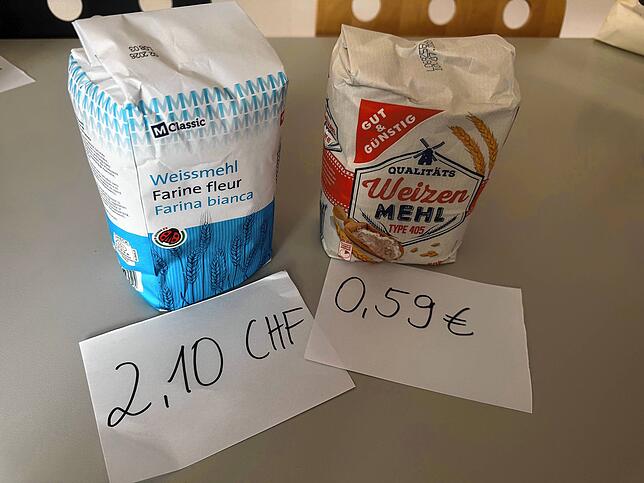 M Classic
Weissmehl
Farine fleur
Farina bianca
GUT
&
GÜNSTIG
QUALITÄTS
Weizen
MEHL
TYPE 405
2,10 CHF
0,59 €